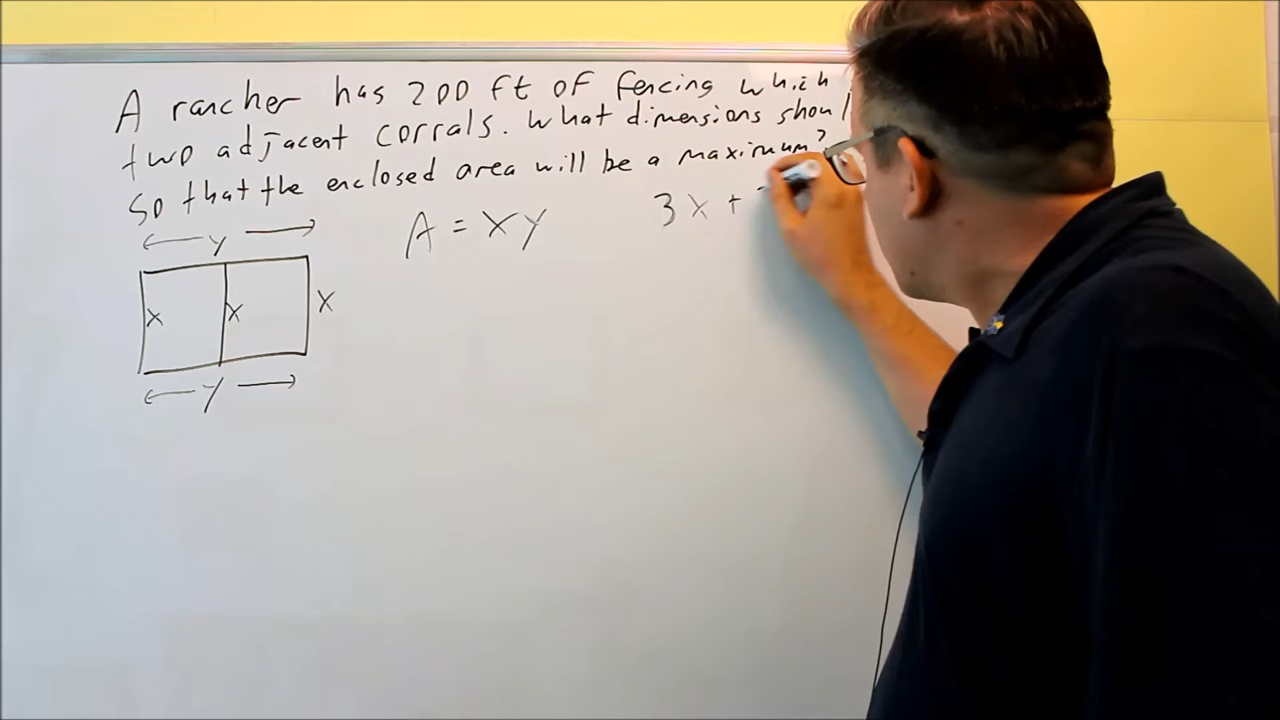 A rancher has 200 ft of fencing which
two adjacent corrals. What dimensions
so that the enclosed area will be a maximum?
y
A = xy
3x +
x
x
x
y